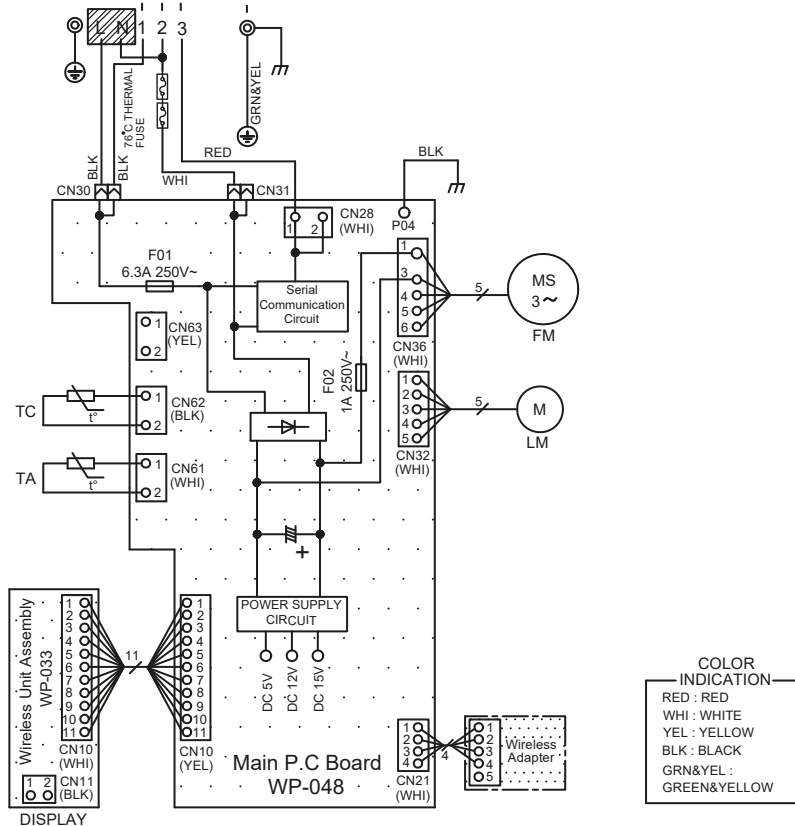 L N 1 2 3
76°C THERMAL
FUSE
GRN&YEL
BLK
BLK
WHI
RED
BLK
CN30
CN31
P04
CN28
(WHI)
1 2
F01
6.3A 250V~
Serial
Communication
Circuit
1
3
4
5
6
CN36
(WHI)
5
MS
3~
FM
CN63
(YEL)
1
2
F02
1A 250V~
TC
t°
1
2
CN62
(BLK)
1
2
3
4
5
CN32
(WHI)
5
M
LM
TA
t°
1
2
CN61
(WHI)
+
POWER SUPPLY
CIRCUIT
DC 5V
DC 12V
DC 15V
Wireless Unit Assembly
WP-033
1
2
3
4
5
6
7
8
9
10
11
CN10
(WHI)
1 2
CN11
(BLK)
DISPLAY
11
1
2
3
4
5
6
7
8
9
10
11
CN10
(YEL)
Main P.C Board
WP-048
1
2
3
4
CN21
(WHI)
4
1
2
3
4
5
Wireless
Adapter
COLOR
INDICATION
RED : RED
WHI : WHITE
YEL : YELLOW
BLK : BLACK
GRN&YEL :
GREEN&YELLOW